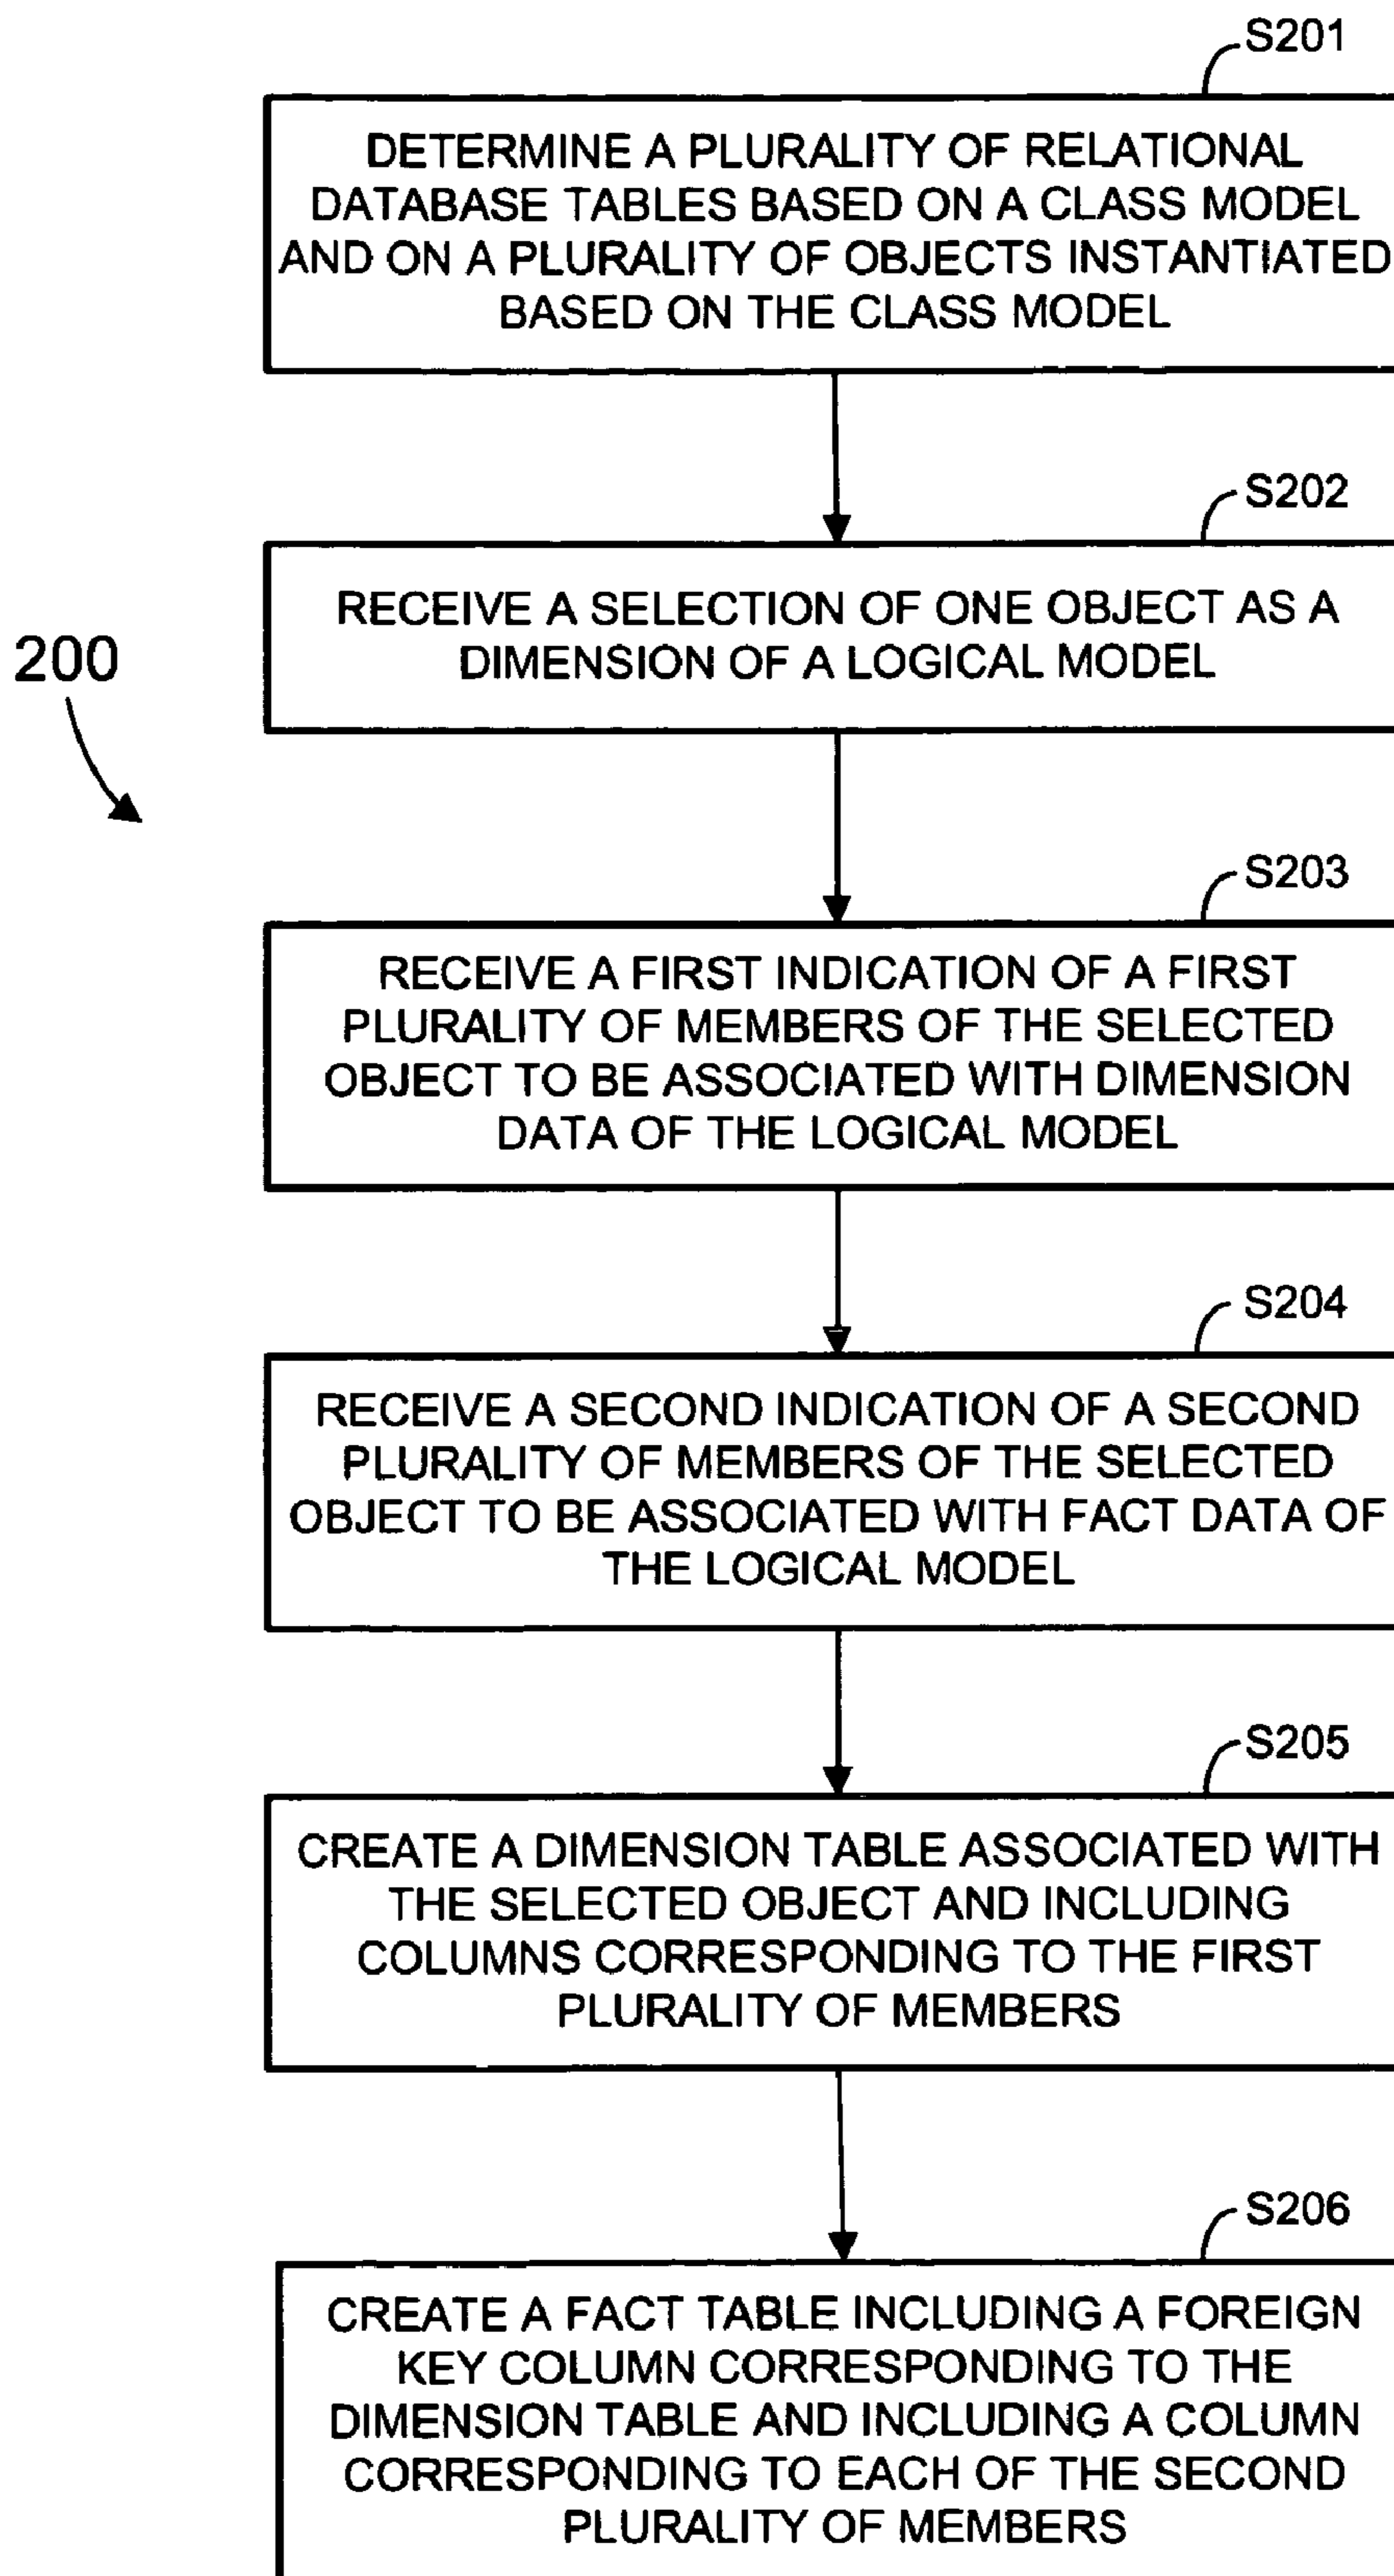 S201
DETERMINE A PLURALITY OF RELATIONAL
DATABASE TABLES BASED ON A CLASS MODEL
AND ON A PLURALITY OF OBJECTS INSTANTIATED
BASED ON THE CLASS MODEL
S202
RECEIVE A SELECTION OF ONE OBJECT AS A
DIMENSION OF A LOGICAL MODEL
200
S203
RECEIVE A FIRST INDICATION OF A FIRST
PLURALITY OF MEMBERS OF THE SELECTED
OBJECT TO BE ASSOCIATED WITH DIMENSION
DATA OF THE LOGICAL MODEL
S204
RECEIVE A SECOND INDICATION OF A SECOND
PLURALITY OF MEMBERS OF THE SELECTED
OBJECT TO BE ASSOCIATED WITH FACT DATA OF
THE LOGICAL MODEL
S205
CREATE A DIMENSION TABLE ASSOCIATED WITH
THE SELECTED OBJECT AND INCLUDING
COLUMNS CORRESPONDING TO THE FIRST
PLURALITY OF MEMBERS
S206
CREATE A FACT TABLE INCLUDING A FOREIGN
KEY COLUMN CORRESPONDING TO THE
DIMENSION TABLE AND INCLUDING A COLUMN
CORRESPONDING TO EACH OF THE SECOND
PLURALITY OF MEMBERS